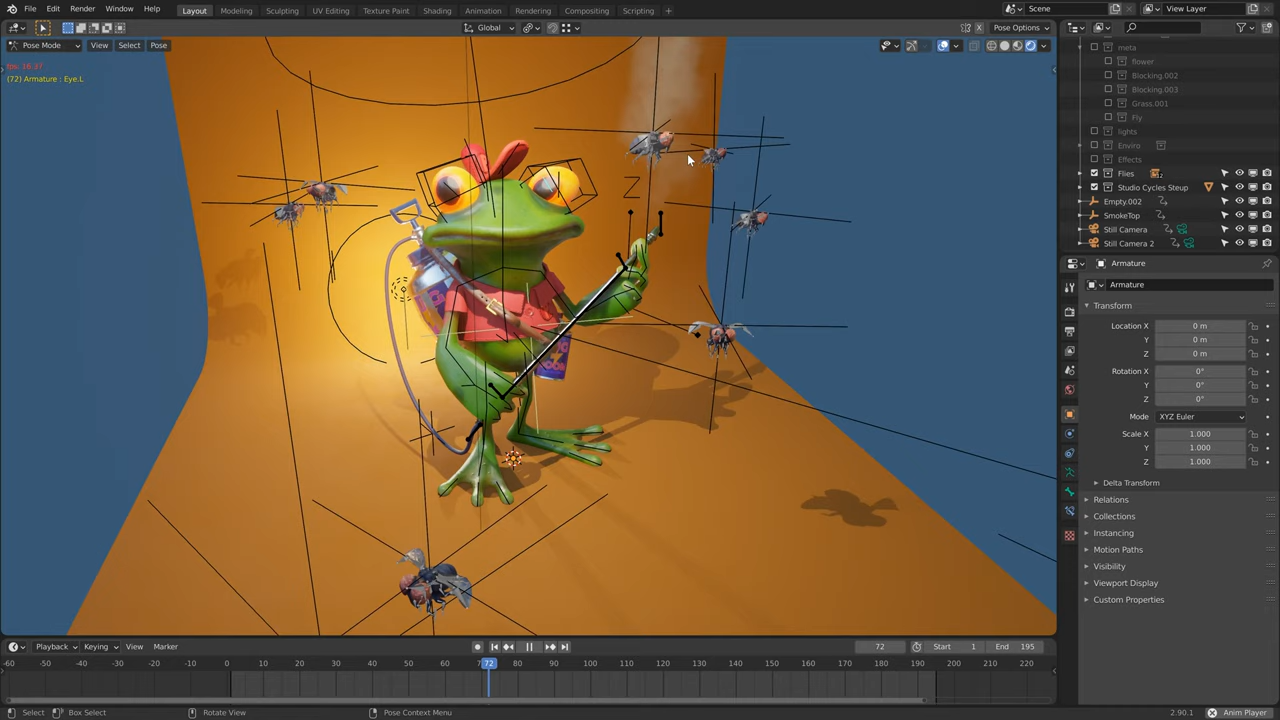 File Edit Render Window Help Layout Modeling Sculpting UV Editing Texture Paint Shading Animation Rendering Compositing Scripting + Scene View Layer
Global Pose Options
Pose Mode View Select Pose
fps: 16.37
(72) Armature : Eye.L
Z
meta
flower
Blocking.002
Blocking.003
Grass.001
Fly
lights
Enviro
Effects
Flies
Studio Cycles Steup
Empty.002
SmokeTop
Still Camera
Still Camera 2
Armature
Armature
Transform
Location X 0 m
Y 0 m
Z 0 m
Rotation X 0°
Y 0°
Z 0°
Mode XYZ Euler
Scale X 1.000
Y 1.000
Z 1.000
Delta Transform
Relations
Collections
Instancing
Motion Paths
Visibility
Viewport Display
Custom Properties
Playback Keying View Marker 72 Start 1 End 195
-60 -50 -40 -30 -20 -10 0 10 20 30 40 50 60 72 80 90 100 110 120 130 140 150 160 170 180 190 200 210 220
Select Box Select Rotate View Pose Context Menu 2.90.1 Anim Player